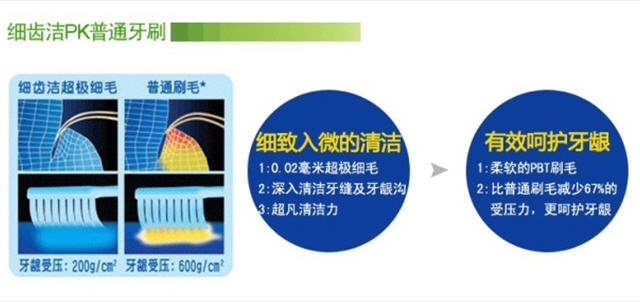 细齿洁PK普通牙刷
细齿洁超极细毛
普通刷毛*
牙龈受压：200g/cm²
牙龈受压：600g/cm²
细致入微的清洁
1:0.02毫米超极细毛
2:深入清洁牙缝及牙龈沟
3:超凡清洁力
有效呵护牙龈
1:柔软的PBT刷毛
2:比普通刷毛减少67%的
受压力，更呵护牙龈